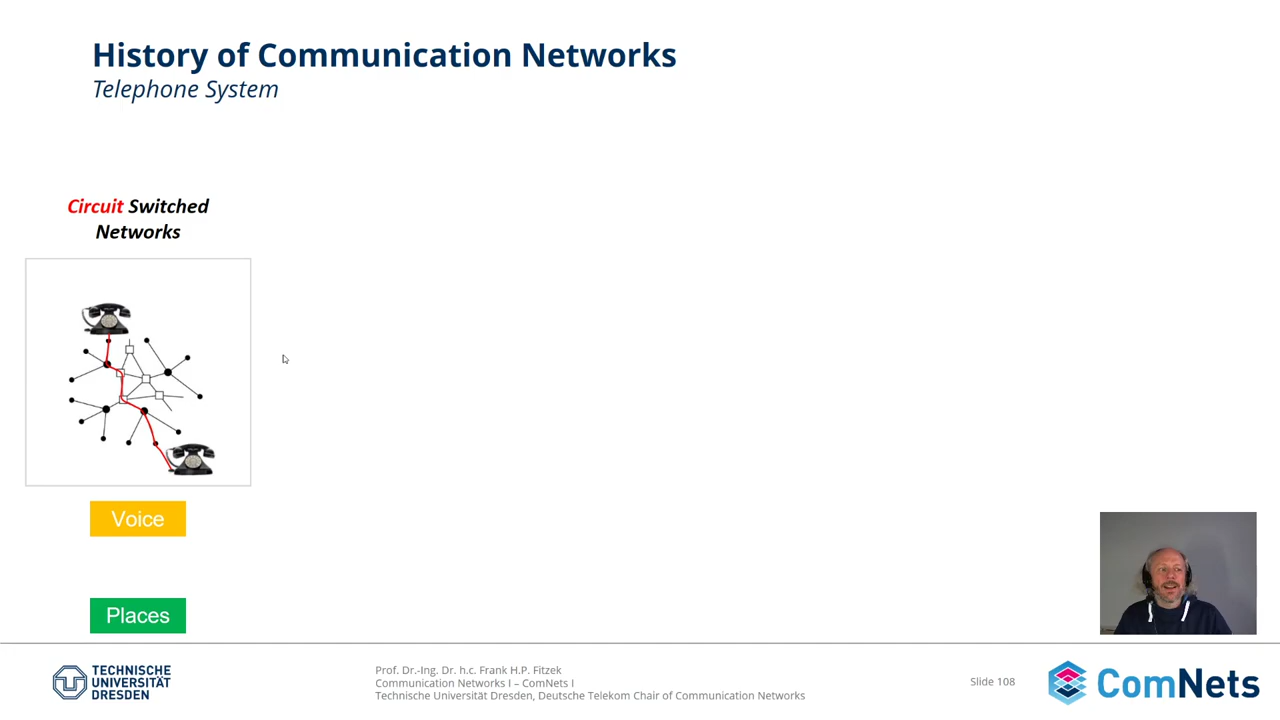 History of Communication Networks
Telephone System
Circuit Switched
Networks
Voice
Places
TECHNISCHE
UNIVERSITÄT
DRESDEN
Prof. Dr.-Ing. Dr. h.c. Frank H.P. Fitzek
Communication Networks I – ComNets I
Technische Universität Dresden, Deutsche Telekom Chair of Communication Networks
Slide 108
ComNets